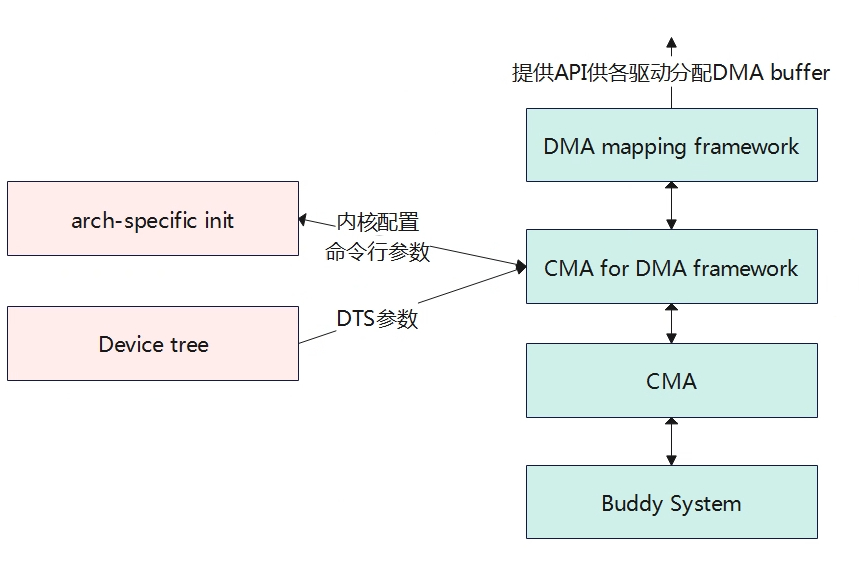 提供API供各驱动分配DMA buffer
DMA mapping framework
arch-specific init
内核配置
命令行参数
CMA for DMA framework
DTS参数
Device tree
CMA
Buddy System